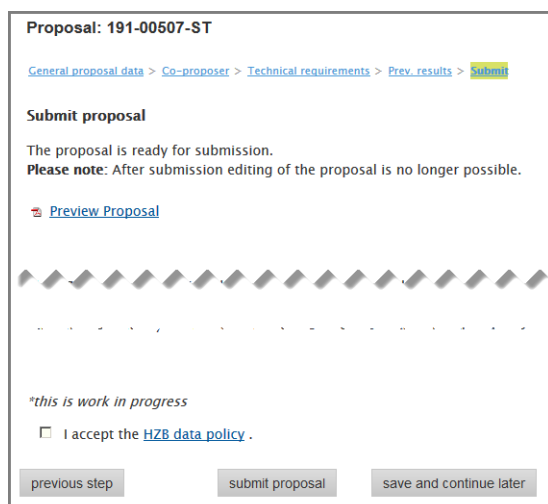 Proposal: 191-00507-ST
General proposal data > Co-proposer > Technical requirements > Prev. results > Submit
Submit proposal
The proposal is ready for submission.
Please note: After submission editing of the proposal is no longer possible.
Preview Proposal
*this is work in progress
I accept the HZB data policy .
previous step submit proposal save and continue later